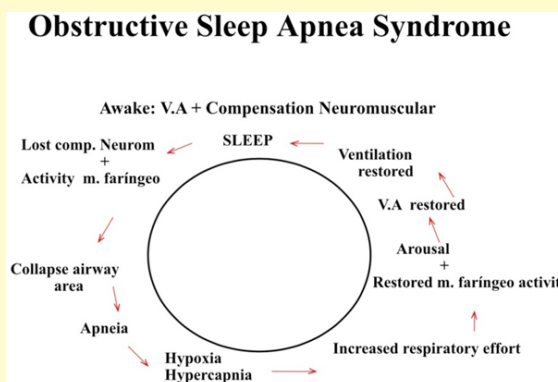 Obstructive Sleep Apnea Syndrome
Awake: V.A + Compensation Neuromuscular
SLEEP
Lost comp. Neurom
+
Activity m. faríngeo
Collapse airway
area
Apneia
Hypoxia
Hypercapnia
Increased respiratory effort
Arousal
+
Restored m. faríngeo activit
V.A restored
Ventilation
restored